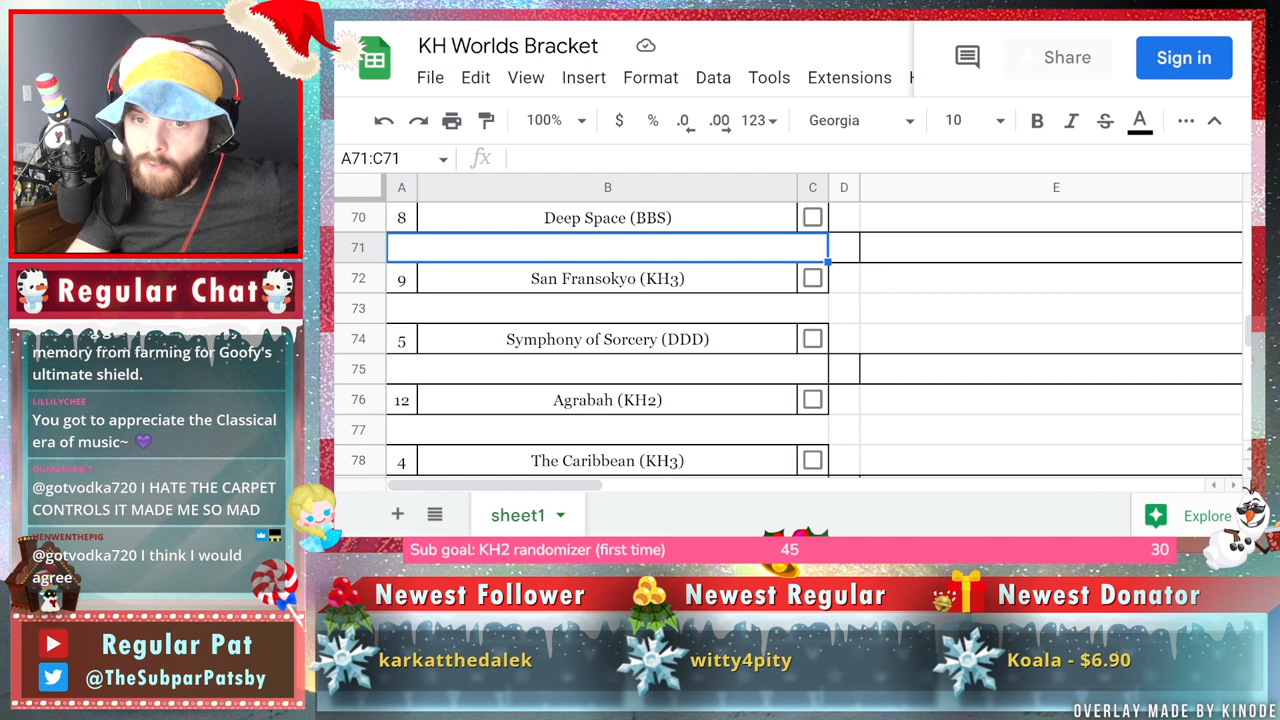 KH Worlds Bracket
File Edit View Insert Format Data Tools Extensions
Share
Sign in
100% $ % .0 .00 123 Georgia 10 B I S A
A71:C71 fx
A B C D E
70 8 Deep Space (BBS)
71
72 9 San Fransokyo (KH3)
73
74 5 Symphony of Sorcery (DDD)
75
76 12 Agrabah (KH2)
77
78 4 The Caribbean (KH3)
sheet1
Explore
Regular Chat
memory from farming for Goofy's
ultimate shield.
LILLILYCHEE
You got to appreciate the Classical
era of music~ 💜
@gotvodka720 I HATE THE CARPET
CONTROLS IT MADE ME SO MAD
HENWENTHEPIG
@gotvodka720 I think I would
agree
Regular Pat
@TheSubparPatsby
Sub goal: KH2 randomizer (first time) 45 30
Newest Follower
karkatthedalek
Newest Regular
witty4pity
Newest Donator
Koala - $6.90
OVERLAY MADE BY KINODE